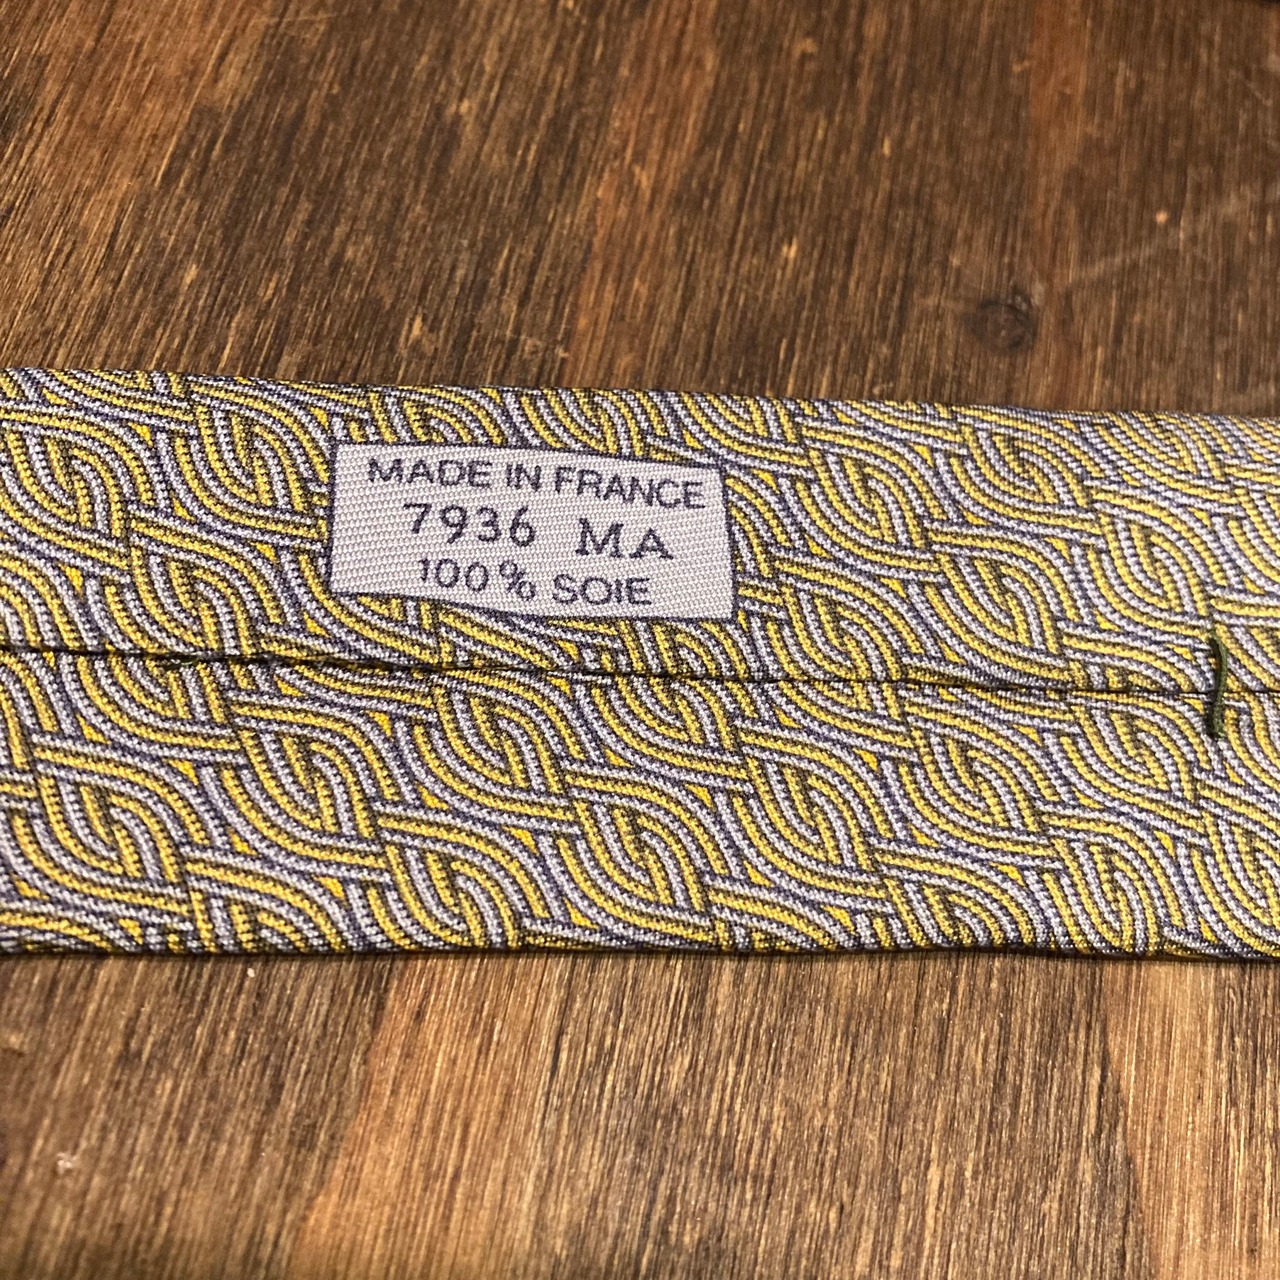 MADE IN FRANCE
7936 MA
100% SOIE